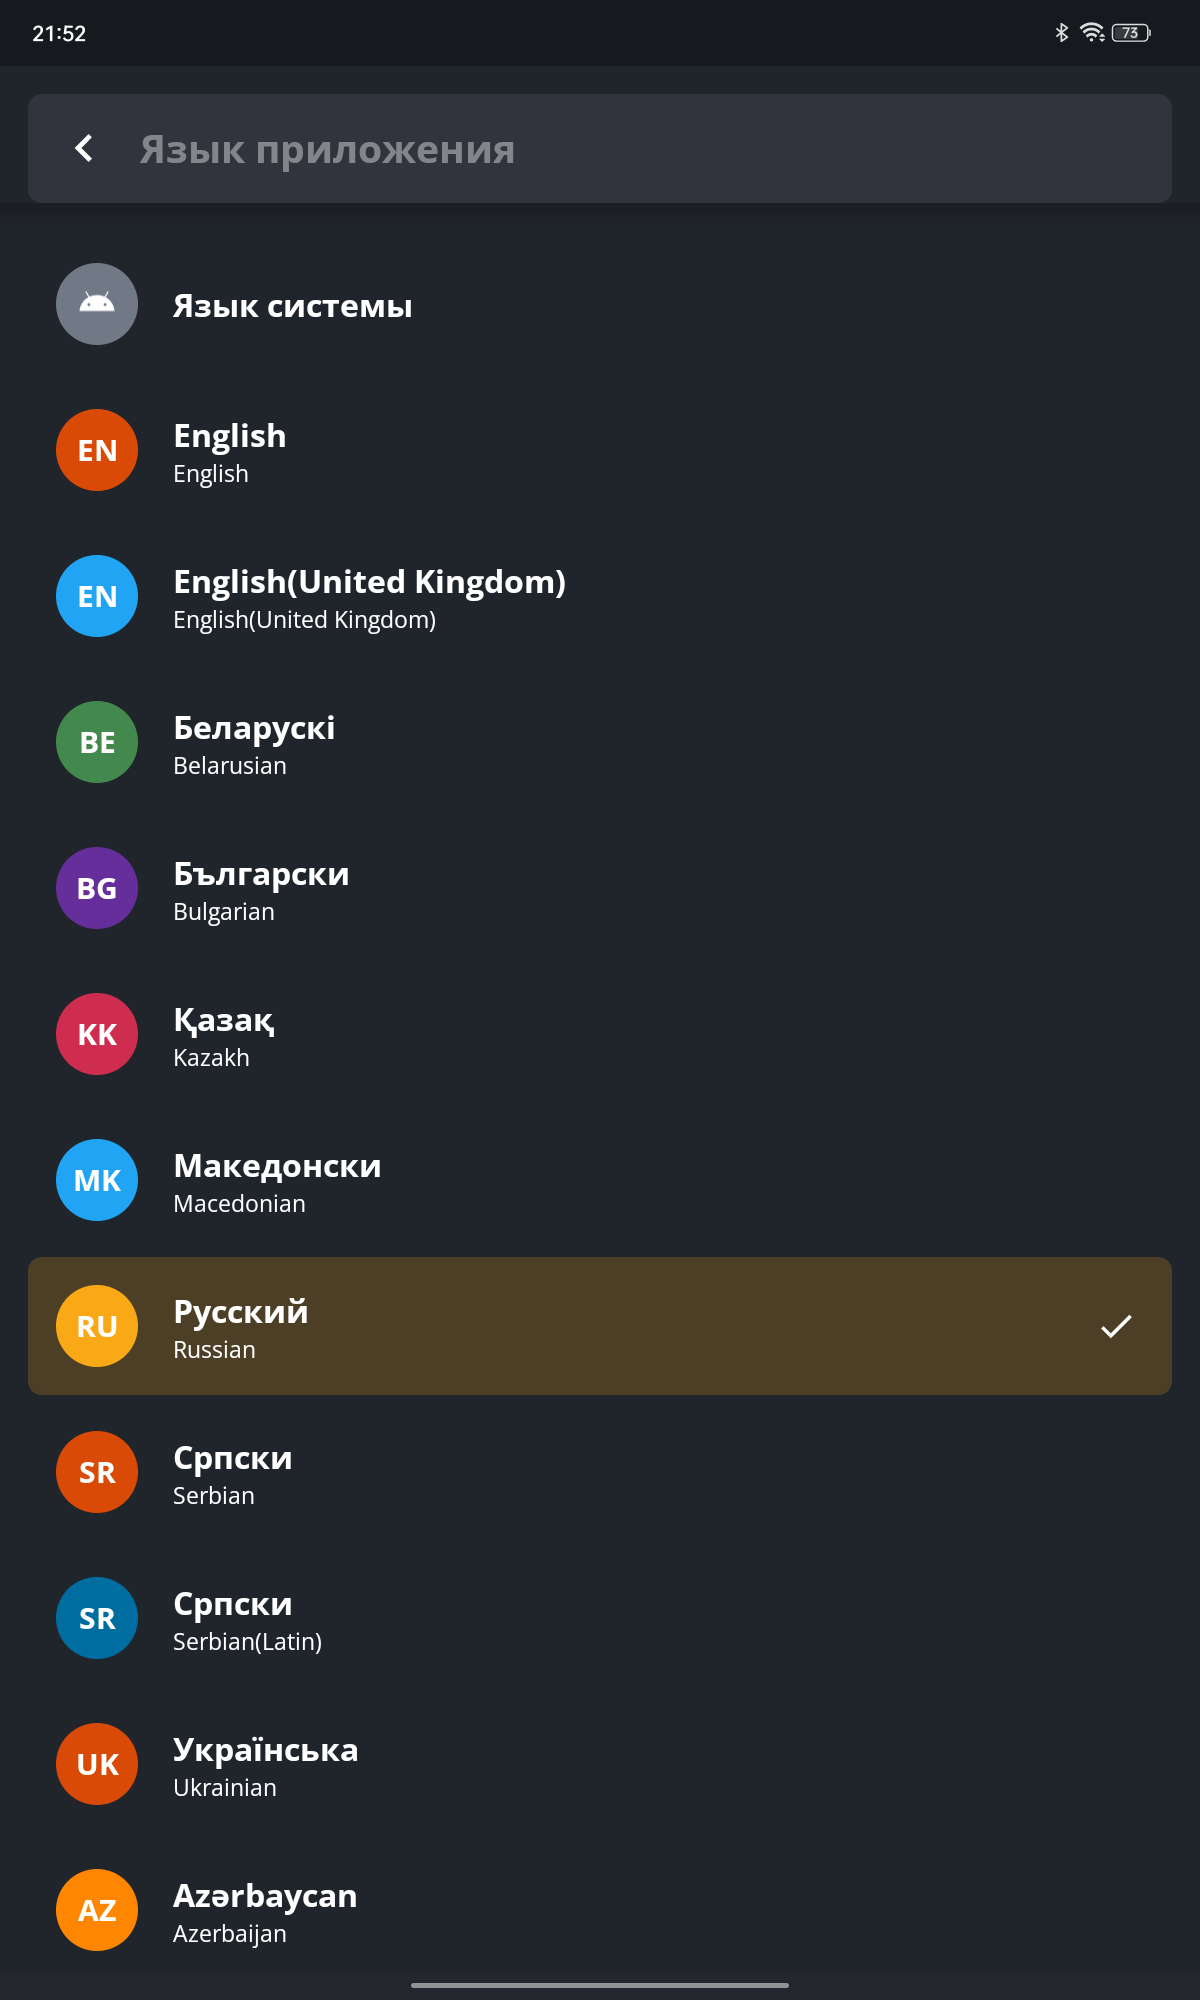 21:52
73
Язык приложения
Язык системы
EN
English
English
EN
English(United Kingdom)
English(United Kingdom)
BE
Беларускі
Belarusian
BG
Български
Bulgarian
KK
Қазақ
Kazakh
MK
Македонски
Macedonian
RU
Русский
Russian
SR
Српски
Serbian
SR
Српски
Serbian(Latin)
UK
Українська
Ukrainian
AZ
Azərbaycan
Azerbaijan